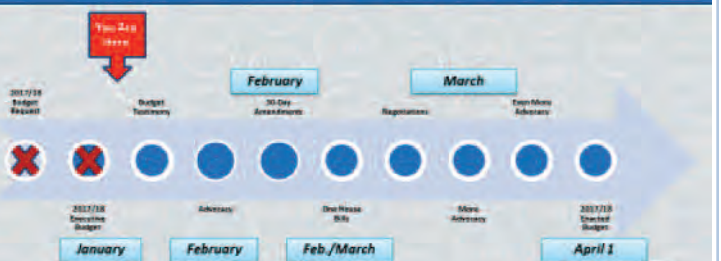 You Are
Here
February
March
2017/18
Budget
Request
Budget
Testimony
30-Day
Amendments
Negotiations
Even More
Advocacy
2017/18
Executive
Budget
Advocacy
One House
Bills
More
Advocacy
2017/18
Enacted
Budget
January
February
Feb./March
April 1